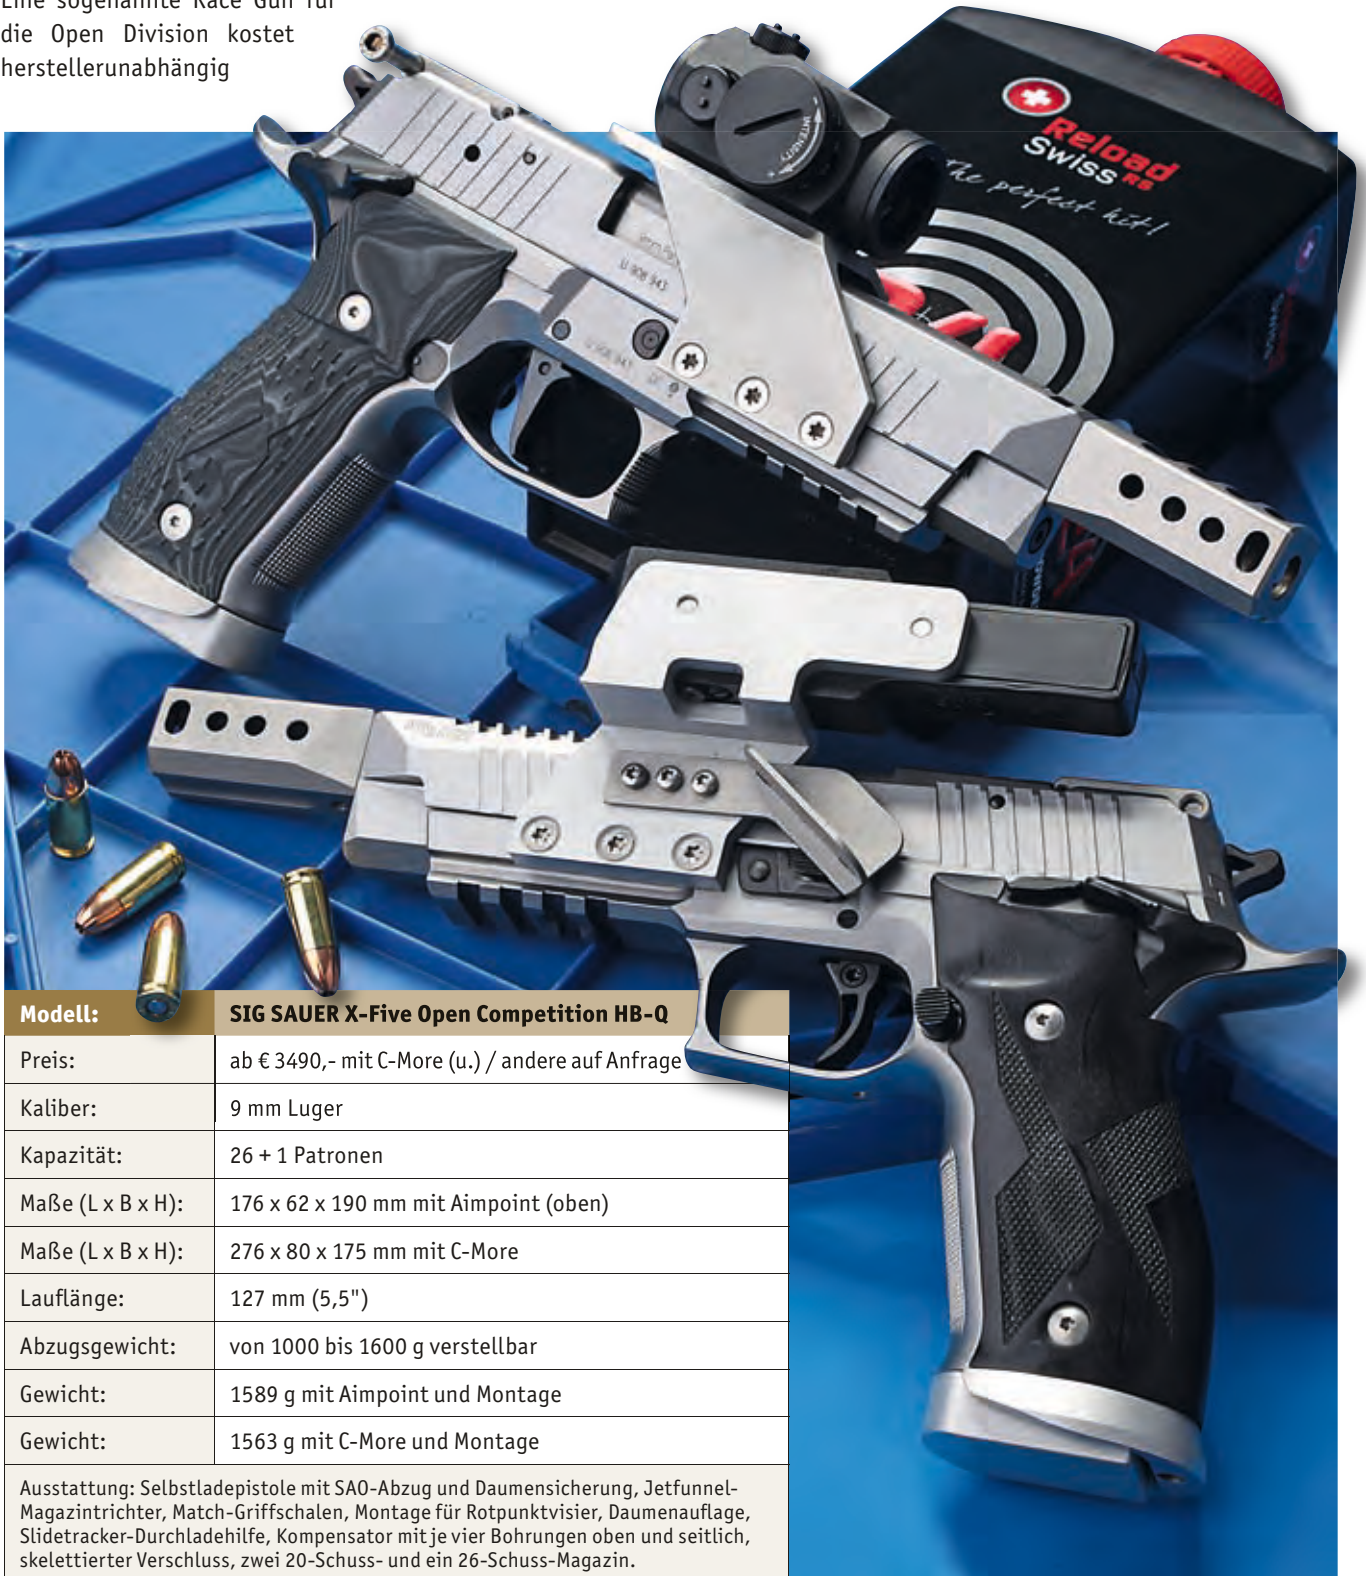 Eine sogenannte Race Gun für
die Open Division kostet
herstellerunabhängig
INTENSITY
Reload
Swiss RS
The perfect hit!
U 908 943
U 908 943
Modell: SIG SAUER X-Five Open Competition HB-Q
Preis: ab € 3490,- mit C-More (u.) / andere auf Anfrage
Kaliber: 9 mm Luger
Kapazität: 26 + 1 Patronen
Maße (L x B x H): 176 x 62 x 190 mm mit Aimpoint (oben)
Maße (L x B x H): 276 x 80 x 175 mm mit C-More
Lauflänge: 127 mm (5,5")
Abzugsgewicht: von 1000 bis 1600 g verstellbar
Gewicht: 1589 g mit Aimpoint und Montage
Gewicht: 1563 g mit C-More und Montage
Ausstattung: Selbstladepistole mit SAO-Abzug und Daumensicherung, Jetfunnel-
Magazintrichter, Match-Griffschalen, Montage für Rotpunktvisier, Daumenauflage,
Slidetracker-Durchladehilfe, Kompensator mit je vier Bohrungen oben und seitlich,
skelettierter Verschluss, zwei 20-Schuss- und ein 26-Schuss-Magazin.